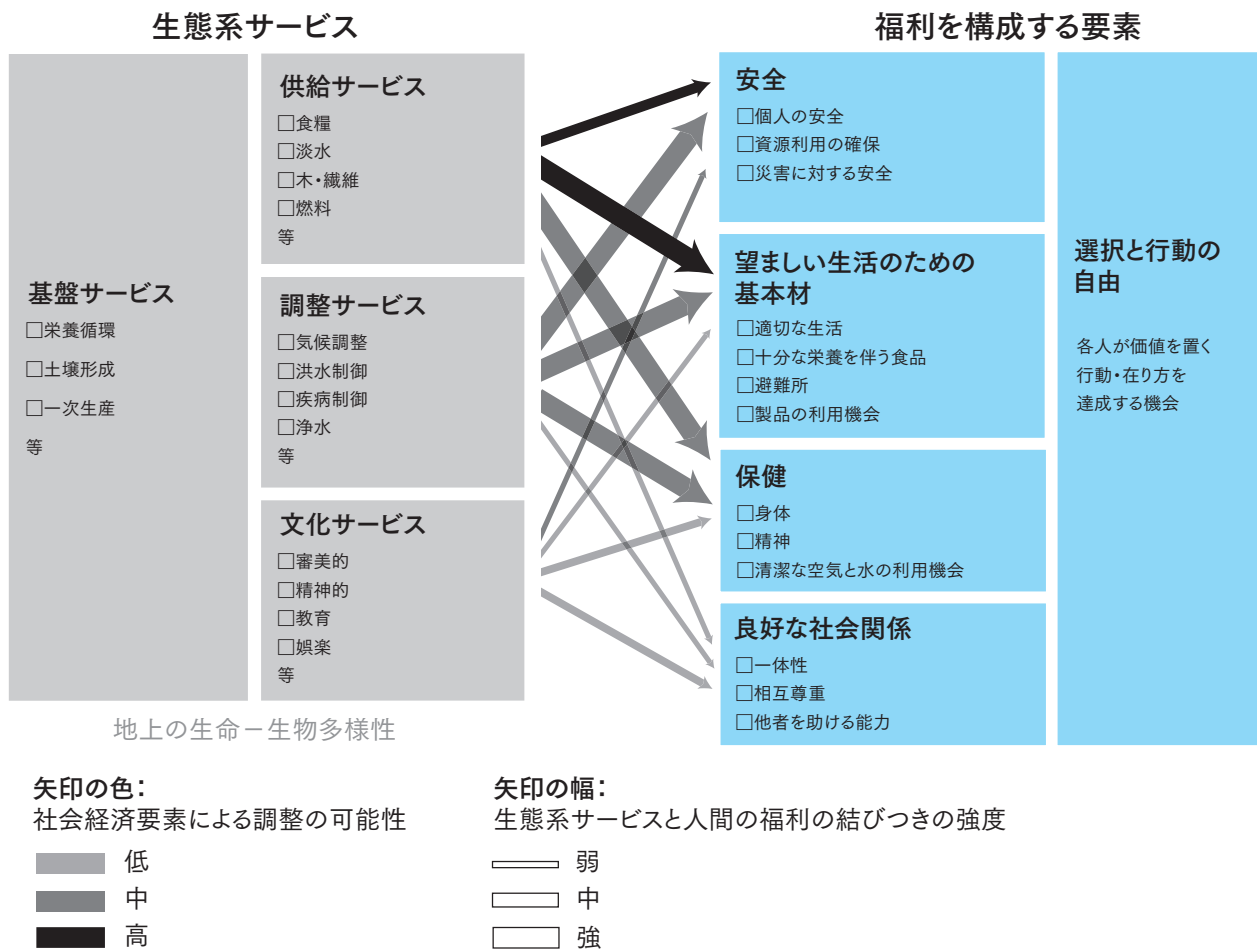 生態系サービス
基盤サービス
□栄養循環
□土壌形成
□一次生産
等
供給サービス
□食糧
□淡水
□木・繊維
□燃料
等
調整サービス
□気候調整
□洪水制御
□疾病制御
□浄水
等
文化サービス
□審美的
□精神的
□教育
□娯楽
等
地上の生命－生物多様性
福利を構成する要素
安全
□個人の安全
□資源利用の確保
□災害に対する安全
望ましい生活のための
基本材
□適切な生活
□十分な栄養を伴う食品
□避難所
□製品の利用機会
保健
□身体
□精神
□清潔な空気と水の利用機会
良好な社会関係
□一体性
□相互尊重
□他者を助ける能力
選択と行動の
自由
各人が価値を置く
行動・在り方を
達成する機会
矢印の色：
社会経済要素による調整の可能性
低
中
高
矢印の幅：
生態系サービスと人間の福利の結びつきの強度
弱
中
強